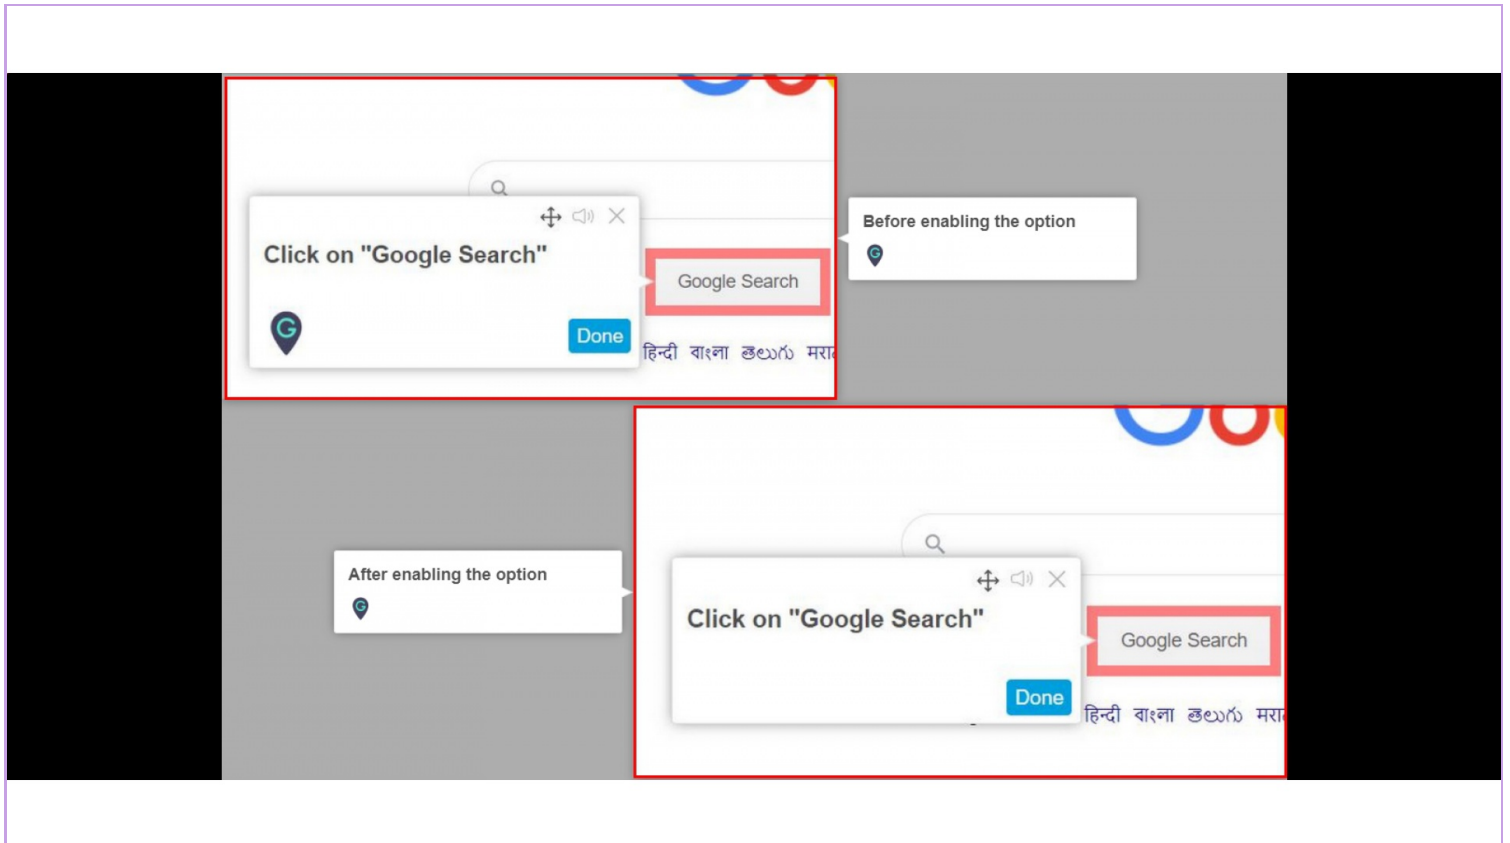 Click on "Google Search"
Google Search
Done
हिन्दी বাংলা తెలుగు
Before enabling the option
After enabling the option
Click on "Google Search"
Google Search
Done
हिन्दी বাংলা తెలుగు